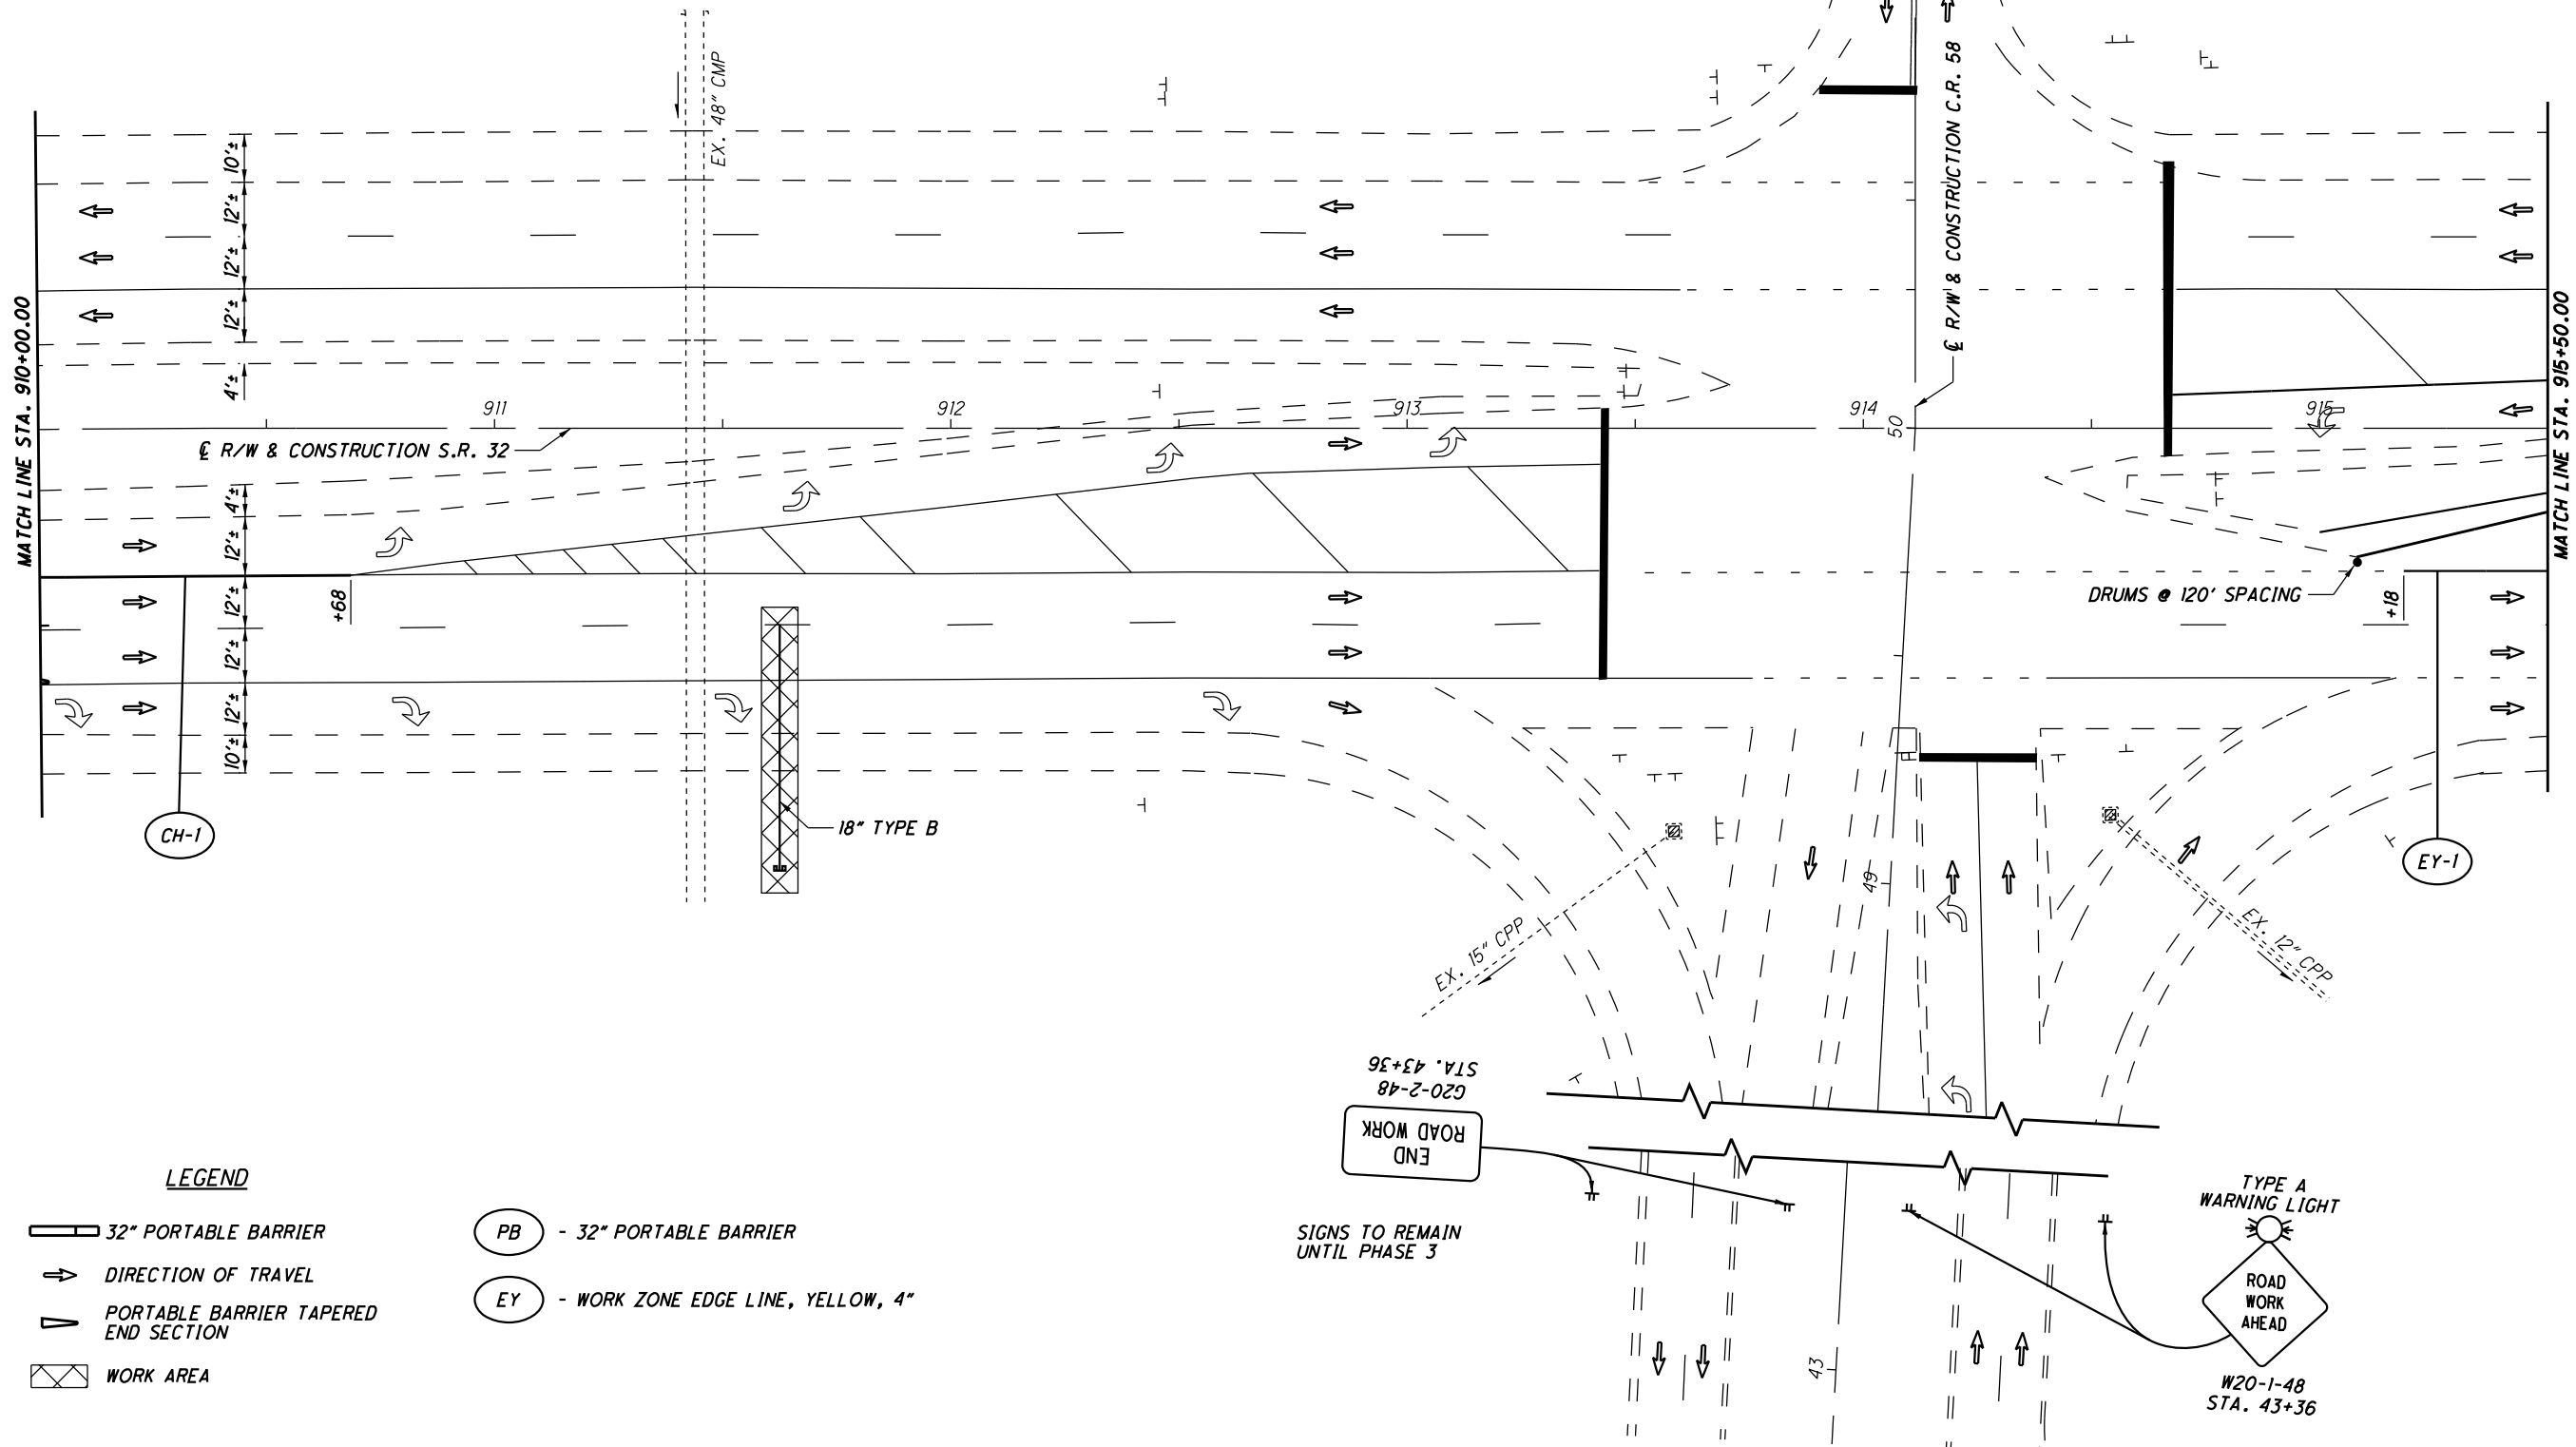 EX. 48" CMP
℄ R/W & CONSTRUCTION C.R. 58
MATCH LINE STA. 910+00.00
MATCH LINE STA. 915+50.00
10'±
12'±
12'±
12'±
4'±
911
912
913
914
915
50
℄ R/W & CONSTRUCTION S.R. 32
4'±
12'±
12'±
12'±
12'±
10'±
+68
+18
DRUMS @ 120' SPACING
CH-1
18" TYPE B
EY-1
49
EX. 15" CPP
EX. 12" CPP
STA. 43+36
G20-2-48
END
ROAD WORK
SIGNS TO REMAIN
UNTIL PHASE 3
TYPE A
WARNING LIGHT
ROAD
WORK
AHEAD
W20-1-48
STA. 43+36
43
LEGEND
32" PORTABLE BARRIER
DIRECTION OF TRAVEL
PORTABLE BARRIER TAPERED
END SECTION
WORK AREA
PB - 32" PORTABLE BARRIER
EY - WORK ZONE EDGE LINE, YELLOW, 4"